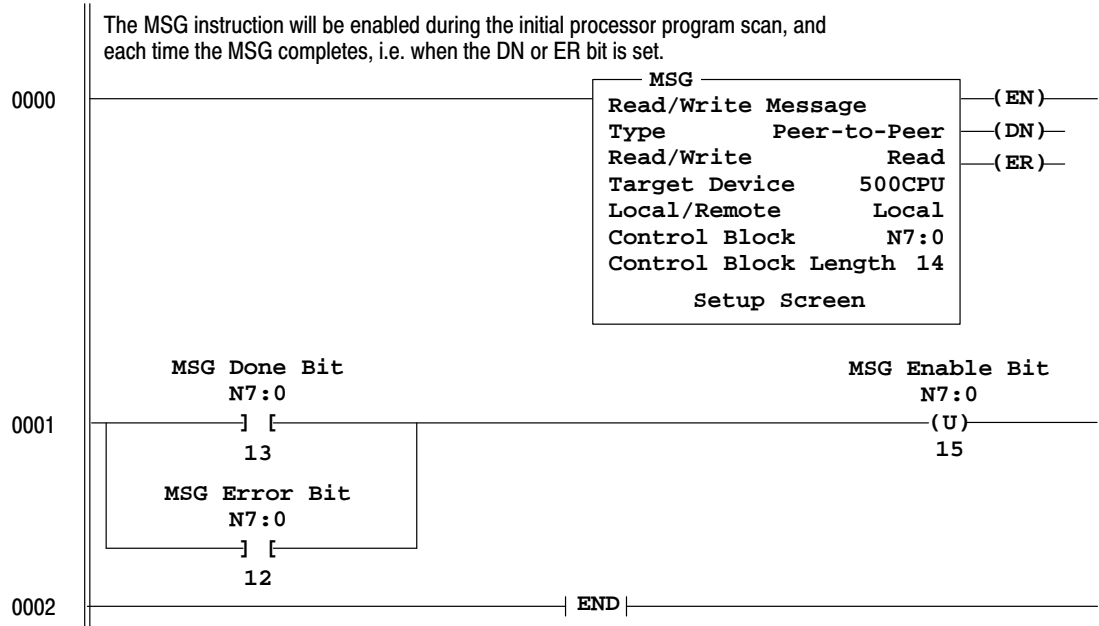 The MSG instruction will be enabled during the initial processor program scan, and
each time the MSG completes, i.e. when the DN or ER bit is set.
0000
MSG
Read/Write Message
Type Peer-to-Peer
Read/Write Read
Target Device 500CPU
Local/Remote Local
Control Block N7:0
Control Block Length 14
Setup Screen
(EN)
(DN)
(ER)
0001
MSG Done Bit
N7:0
] [
13
MSG Error Bit
N7:0
] [
12
MSG Enable Bit
N7:0
(U)
15
0002
END